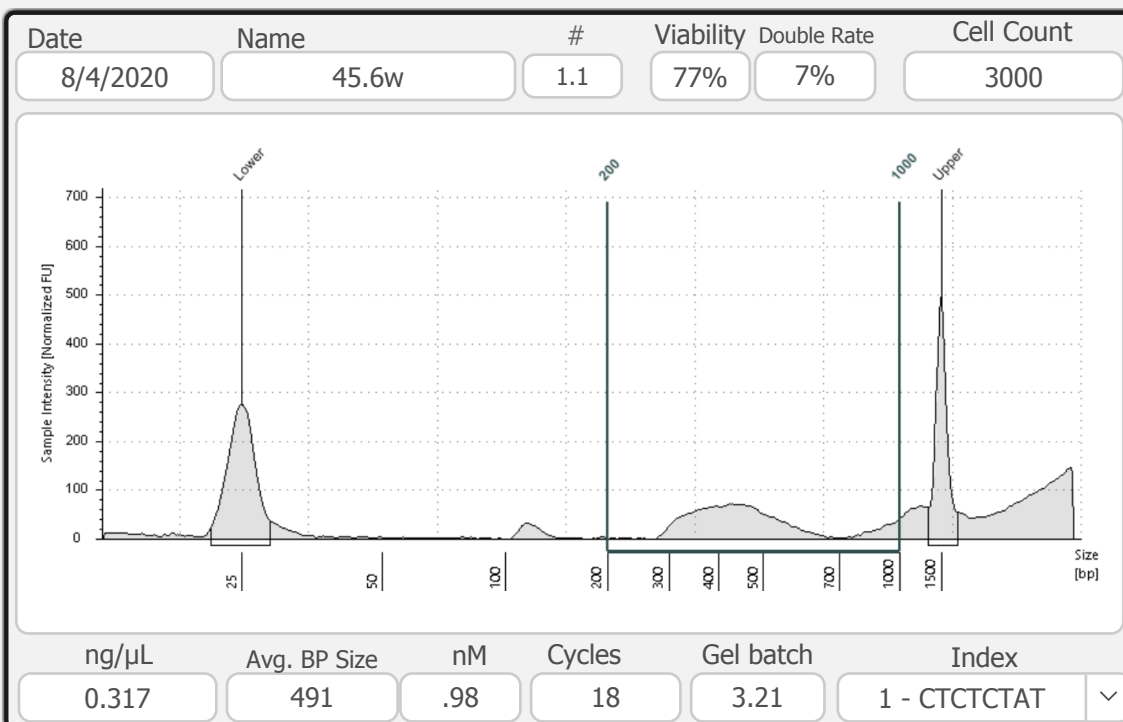 Date Name # Viability Double Rate Cell Count
8/4/2020 45.6w 1.1 77% 7% 3000
Lower 200 1000 Upper
Sample Intensity [Normalized FU]
700
600
500
400
300
200
100
0
25 50 100 200 300 400 500 700 1000 1500
Size
[bp]
ng/µL Avg. BP Size nM Cycles Gel batch Index
0.317 491 .98 18 3.21 1 - CTCTCTAT